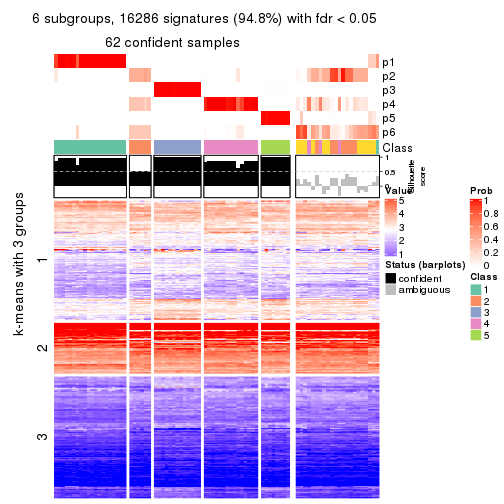 6 subgroups, 16286 signatures (94.8%) with fdr < 0.05
62 confident samples
p1
p2
p3
p4
p5
p6
Class
1
0.5
0
Silhouette
score
k-means with 3 groups
1
2
3
Value
5
4
3
2
1
Status (barplots)
confident
ambiguous
Prob
1
0.8
0.6
0.4
0.2
0
Class
1
2
3
4
5